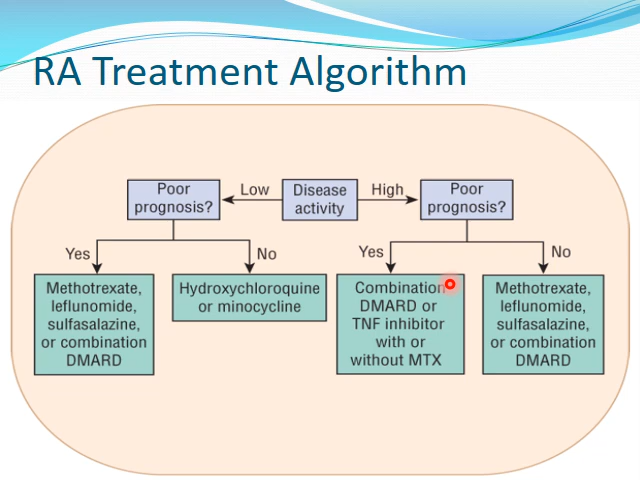 RA Treatment Algorithm
Poor
prognosis?
Low
Disease
activity
High
Poor
prognosis?
Yes
No
Yes
No
Methotrexate,
leflunomide,
sulfasalazine,
or combination
DMARD
Hydroxychloroquine
or minocycline
Combination
DMARD or
TNF inhibitor
with or
without MTX
Methotrexate,
leflunomide,
sulfasalazine,
or combination
DMARD